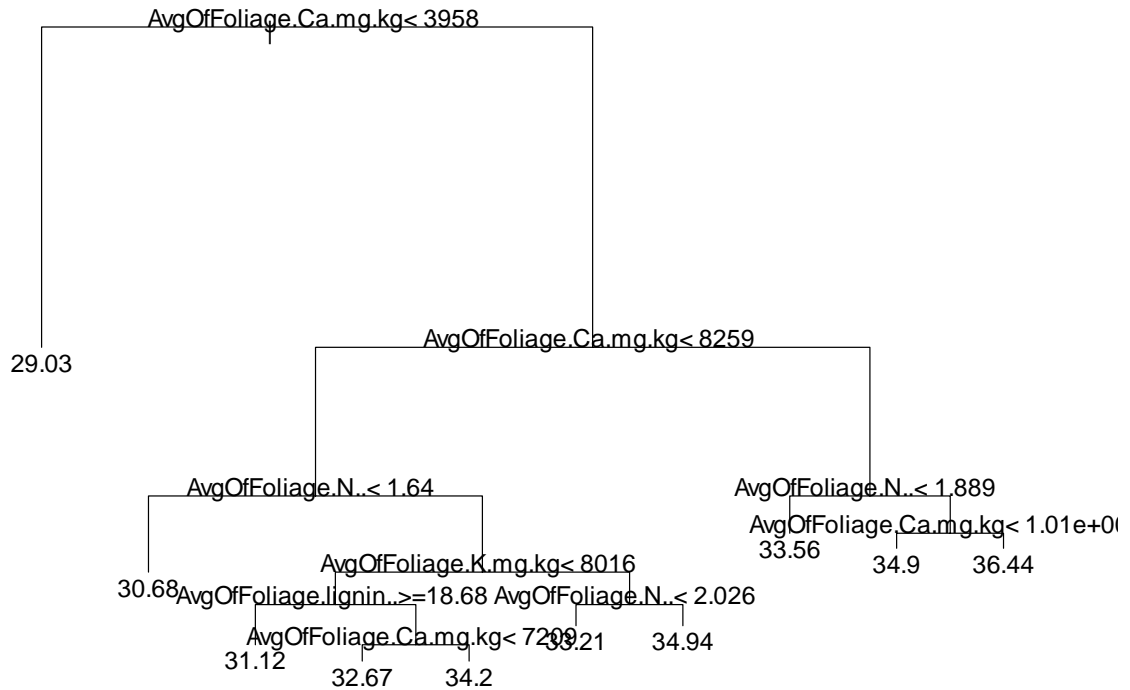 AvgOfFoliage.Ca.mg.kg< 3958
AvgOfFoliage.Ca.mg.kg< 8259
29.03
AvgOfFoliage.N..< 1.64
AvgOfFoliage.N..< 1.889
AvgOfFoliage.Ca.mg.kg< 1.01e+0
33.56
34.9
36.44
AvgOfFoliage.K.mg.kg< 8016
30.68
AvgOfFoliage.lignin..>=18.68
AvgOfFoliage.N..< 2.026
AvgOfFoliage.Ca.mg.kg< 7209
33.21
34.94
31.12
32.67
34.2